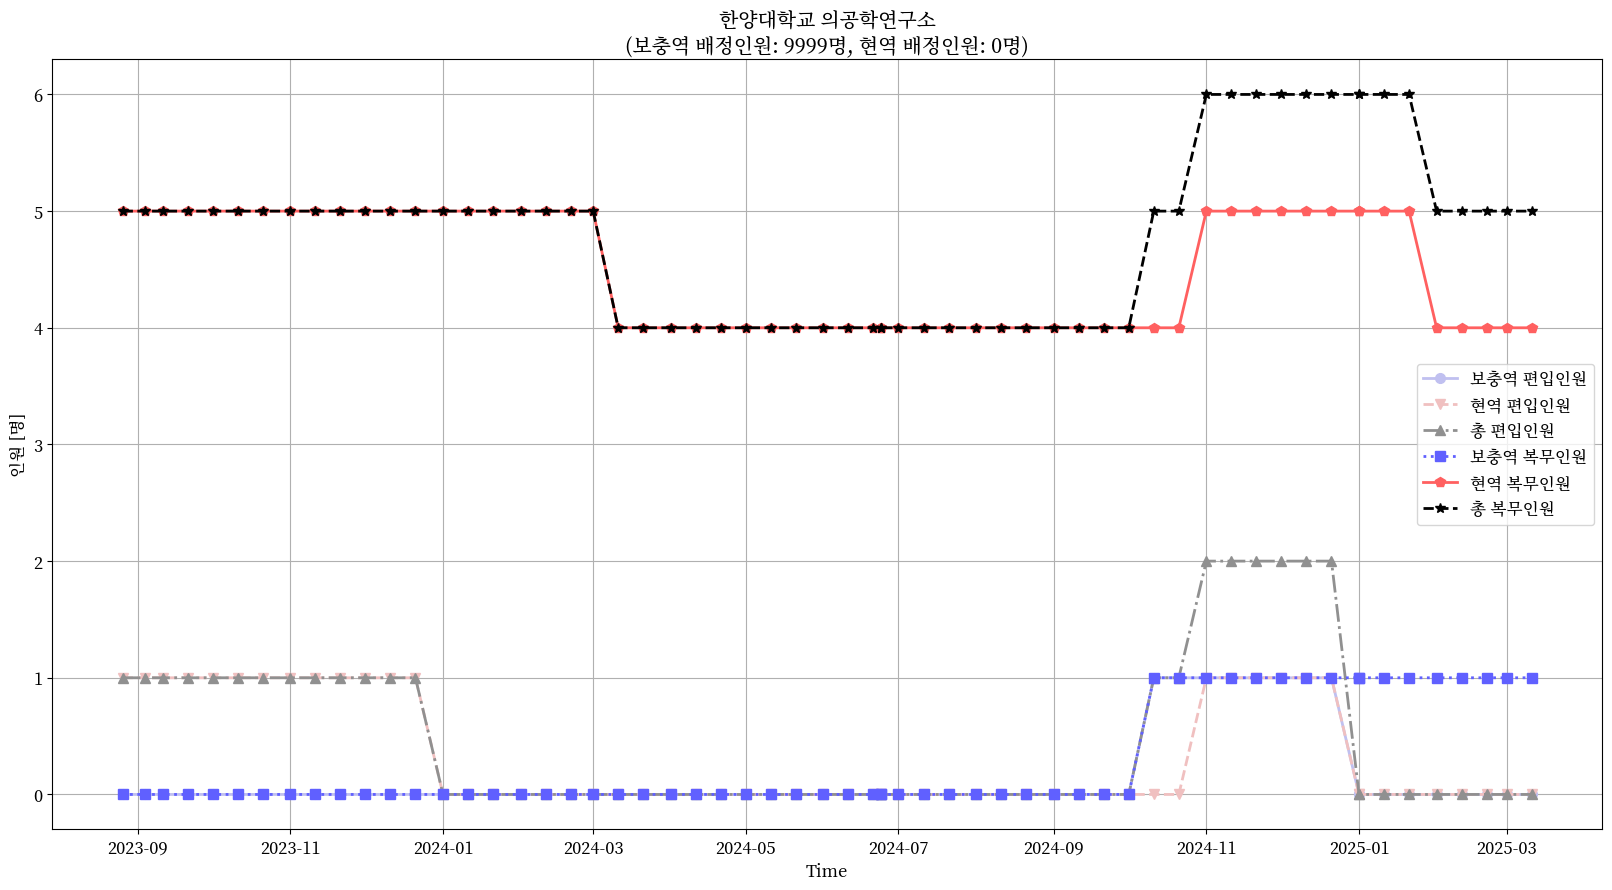 한양대학교 의공학연구소
(보충역 배정인원: 9999명, 현역 배정인원: 0명)
6
5
4
3
2
1
0
인원 [명]
보충역 편입인원
현역 편입인원
총 편입인원
보충역 복무인원
현역 복무인원
총 복무인원
2023-09
2023-11
2024-01
2024-03
2024-05
2024-07
2024-09
2024-11
2025-01
2025-03
Time